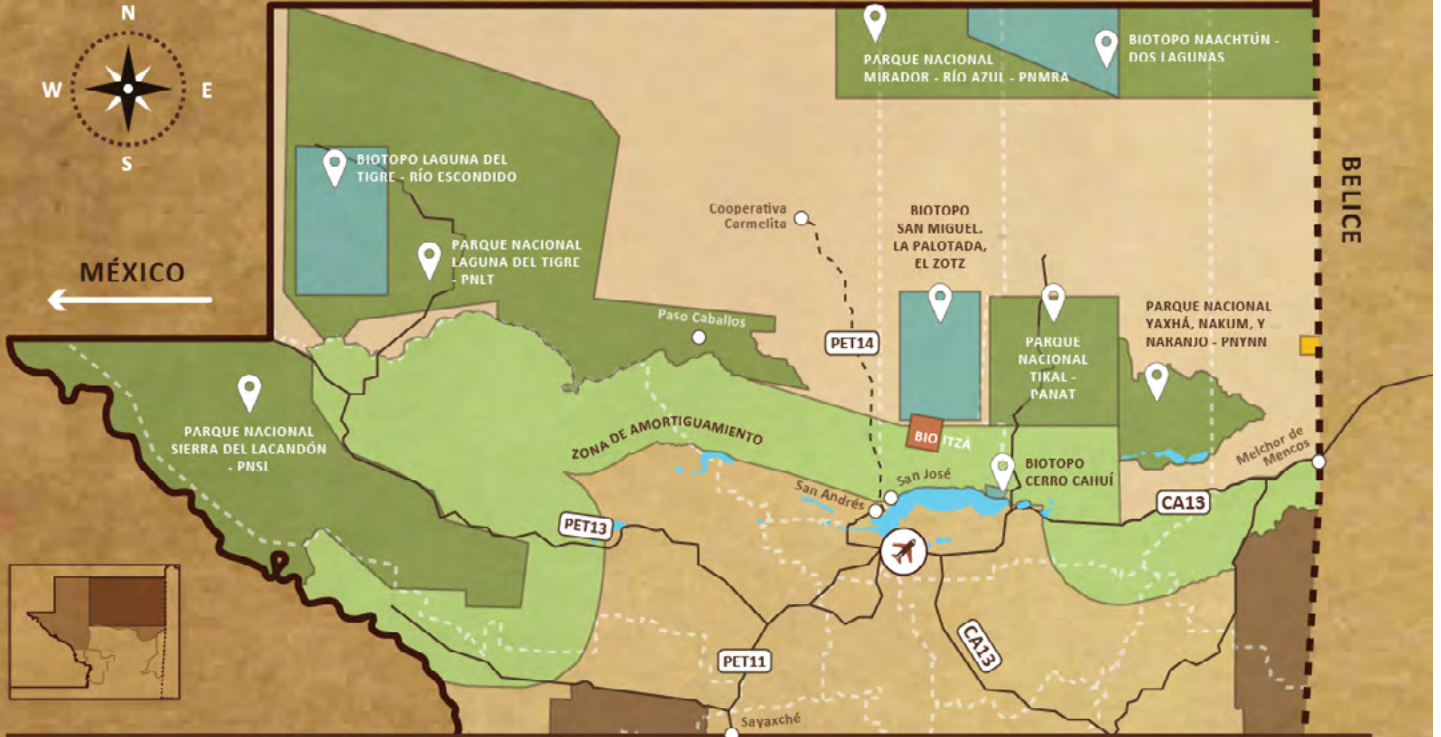 N
W
E
S
MÉXICO
BELICE
PARQUE NACIONAL
MIRADOR - RÍO AZUL - PNMRA
BIOTOPO NAACHTÚN -
DOS LAGUNAS
BIOTOPO LAGUNA DEL
TIGRE - RÍO ESCONDIDO
PARQUE NACIONAL
LAGUNA DEL TIGRE
- PNLT
Cooperativa
Carmelita
BIOTOPO
SAN MIGUEL,
LA PALOTADA,
EL ZOTZ
Paso Caballos
PET14
PARQUE
NACIONAL
TIKAL -
PANAT
PARQUE NACIONAL
YAXHÁ, NAKUM, Y
NARANJO - PNYNN
PARQUE NACIONAL
SIERRA DEL LACANDÓN
- PNSL
ZONA DE AMORTIGUAMIENTO
BIO ITZÁ
San José
San Andrés
BIOTOPO
CERRO CAHUÍ
Melchor de
Mencos
CA13
PET13
CA13
PET11
Sayaxché